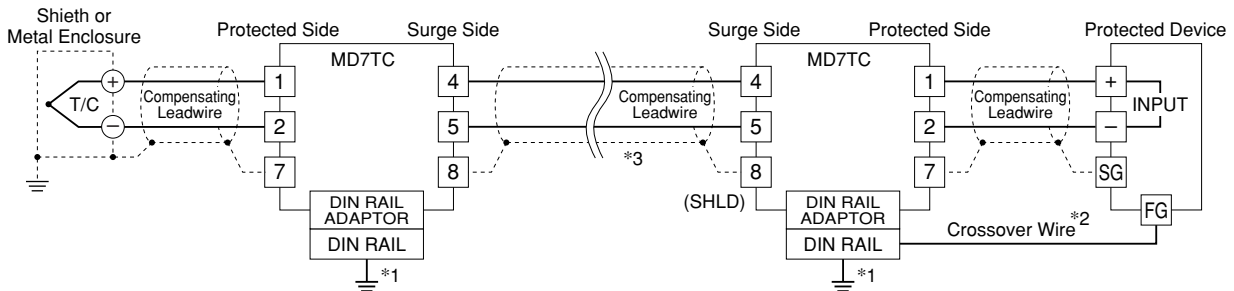 Shieth or
Metal Enclosure
Protected Side
Surge Side
Surge Side
Protected Side
Protected Device
MD7TC
MD7TC
+
1
4
4
1
+
T/C
Compensating
Leadwire
Compensating
Leadwire
Compensating
Leadwire
INPUT
−
2
5
5
2
−
*3
7
8
8
7
SG
(SHLD)
DIN RAIL
ADAPTOR
DIN RAIL
ADAPTOR
FG
DIN RAIL
DIN RAIL
Crossover Wire*2
*1
*1